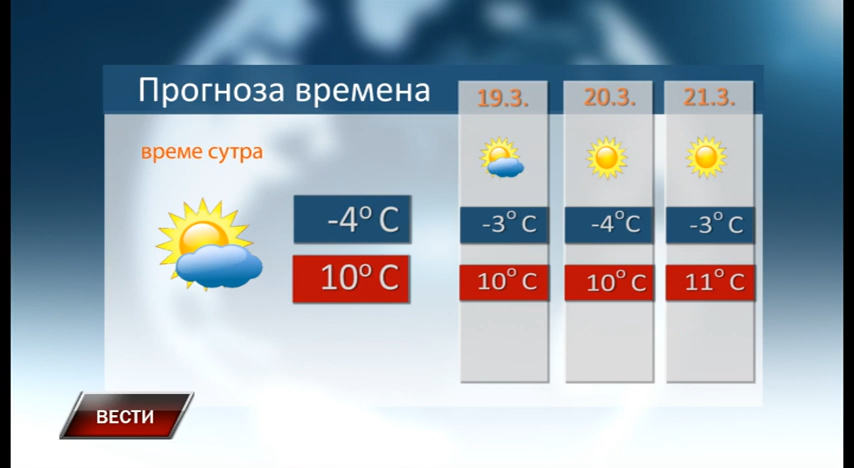 Прогноза времена
време сутра
-4° C
10° C
19.3. 20.3. 21.3.
-3° C -4°C -3° C
10° C 10° C 11° C
ВЕСТИ